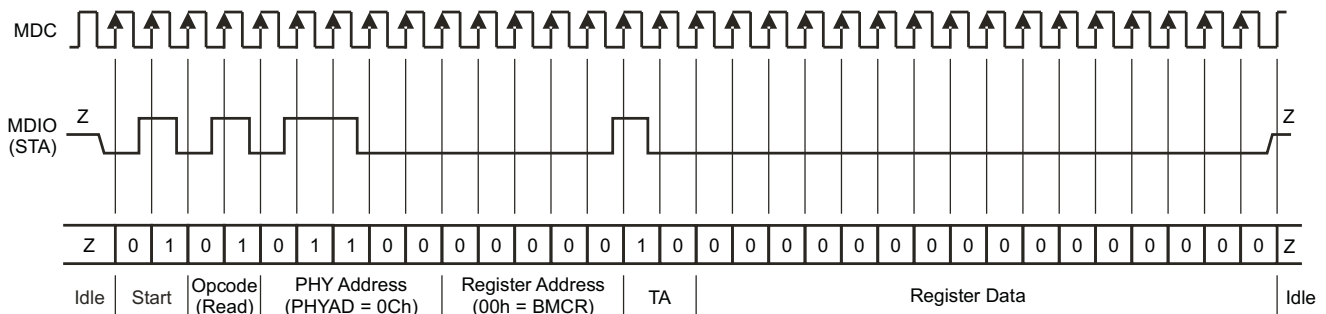 MDC
Z
Z
MDIO
(STA)
Z 0 1 0 1 0 1 1 0 0 0 0 0 0 0 1 0 0 0 0 0 0 0 0 0 0 0 0 0 0 0 0 0 Z
Idle Start Opcode (Read) PHY Address (PHYAD = 0Ch) Register Address (00h = BMCR) TA Register Data Idle